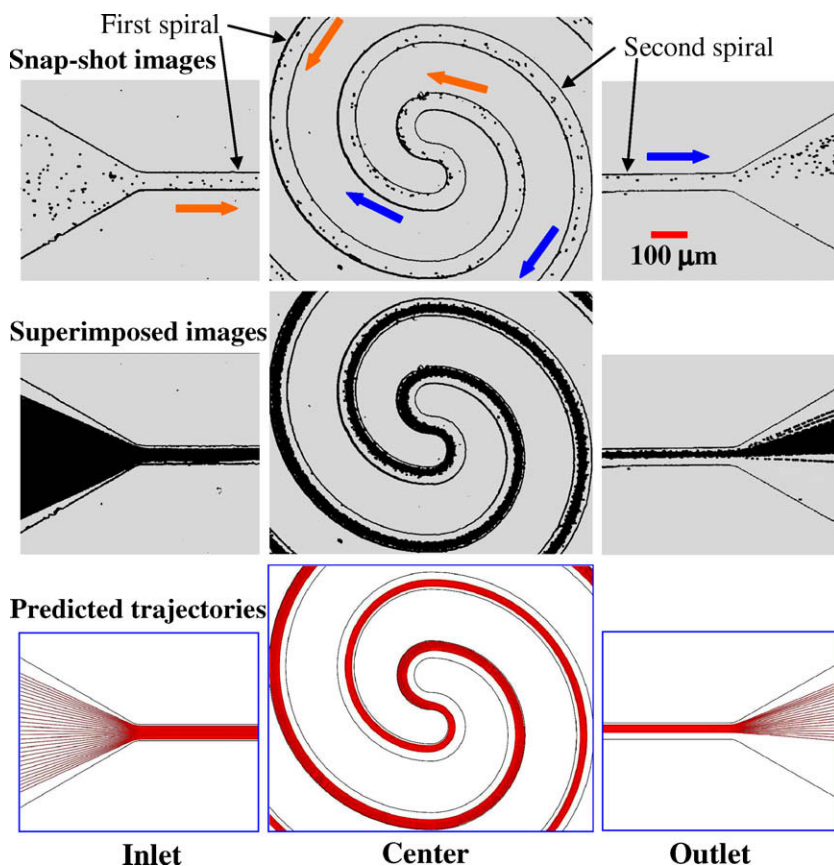 First spiral
Snap-shot images
Second spiral
100 μm
Superimposed images
Predicted trajectories
Inlet
Center
Outlet